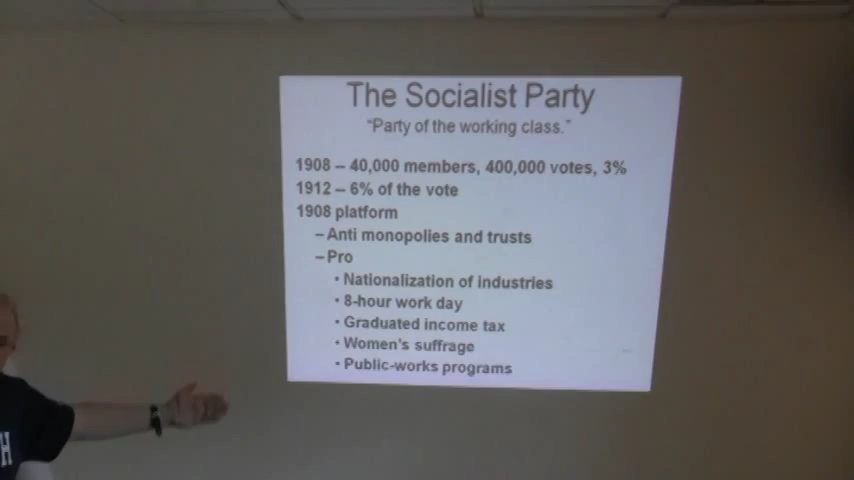 The Socialist Party
"Party of the working class."
1908 – 40,000 members, 400,000 votes, 3%
1912 – 6% of the vote
1908 platform
– Anti monopolies and trusts
– Pro
• Nationalization of industries
• 8-hour work day
• Graduated income tax
• Women's suffrage
• Public-works programs
H